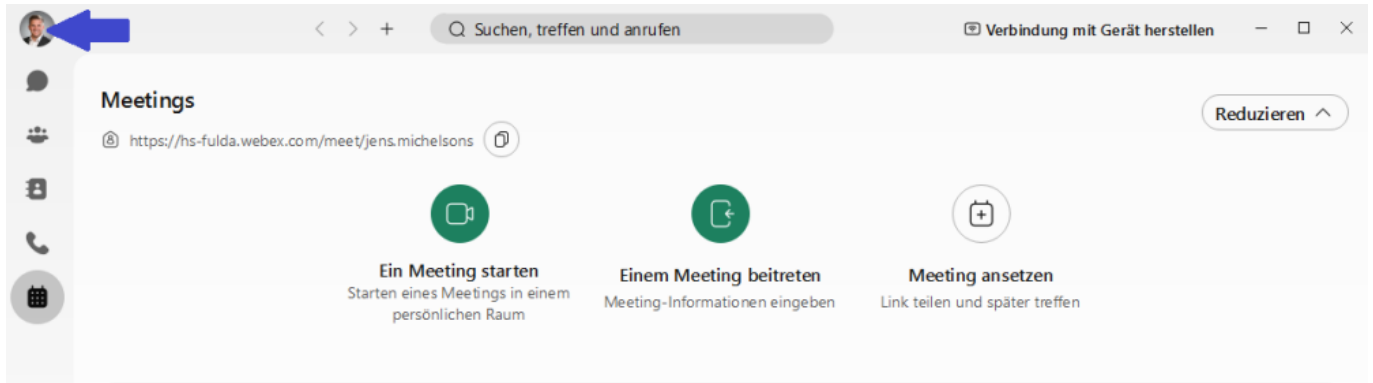 Suchen, treffen und anrufen
Verbindung mit Gerät herstellen
Meetings
Reduzieren
https://hs-fulda.webex.com/meet/jens.michelsons
Ein Meeting starten
Starten eines Meetings in einem
persönlichen Raum
Einem Meeting beitreten
Meeting-Informationen eingeben
Meeting ansetzen
Link teilen und später treffen